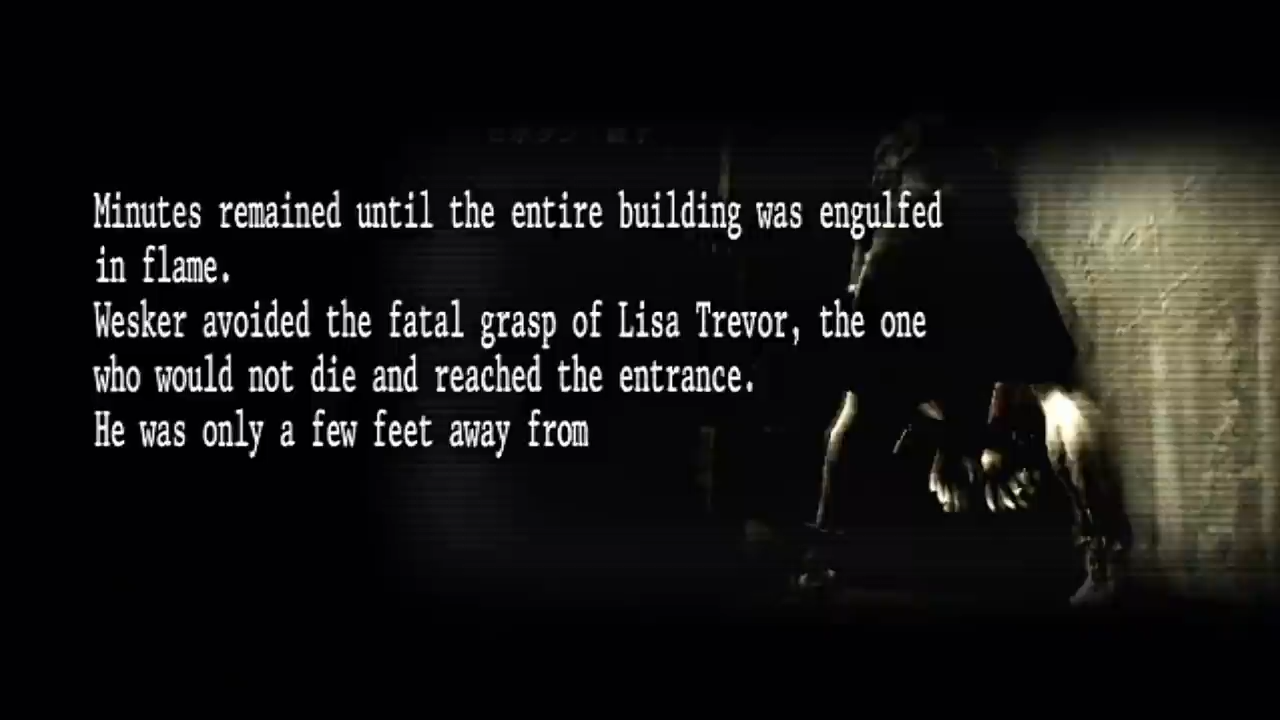 Minutes remained until the entire building was engulfed
in flame.
Wesker avoided the fatal grasp of Lisa Trevor, the one
who would not die and reached the entrance.
He was only a few feet away from